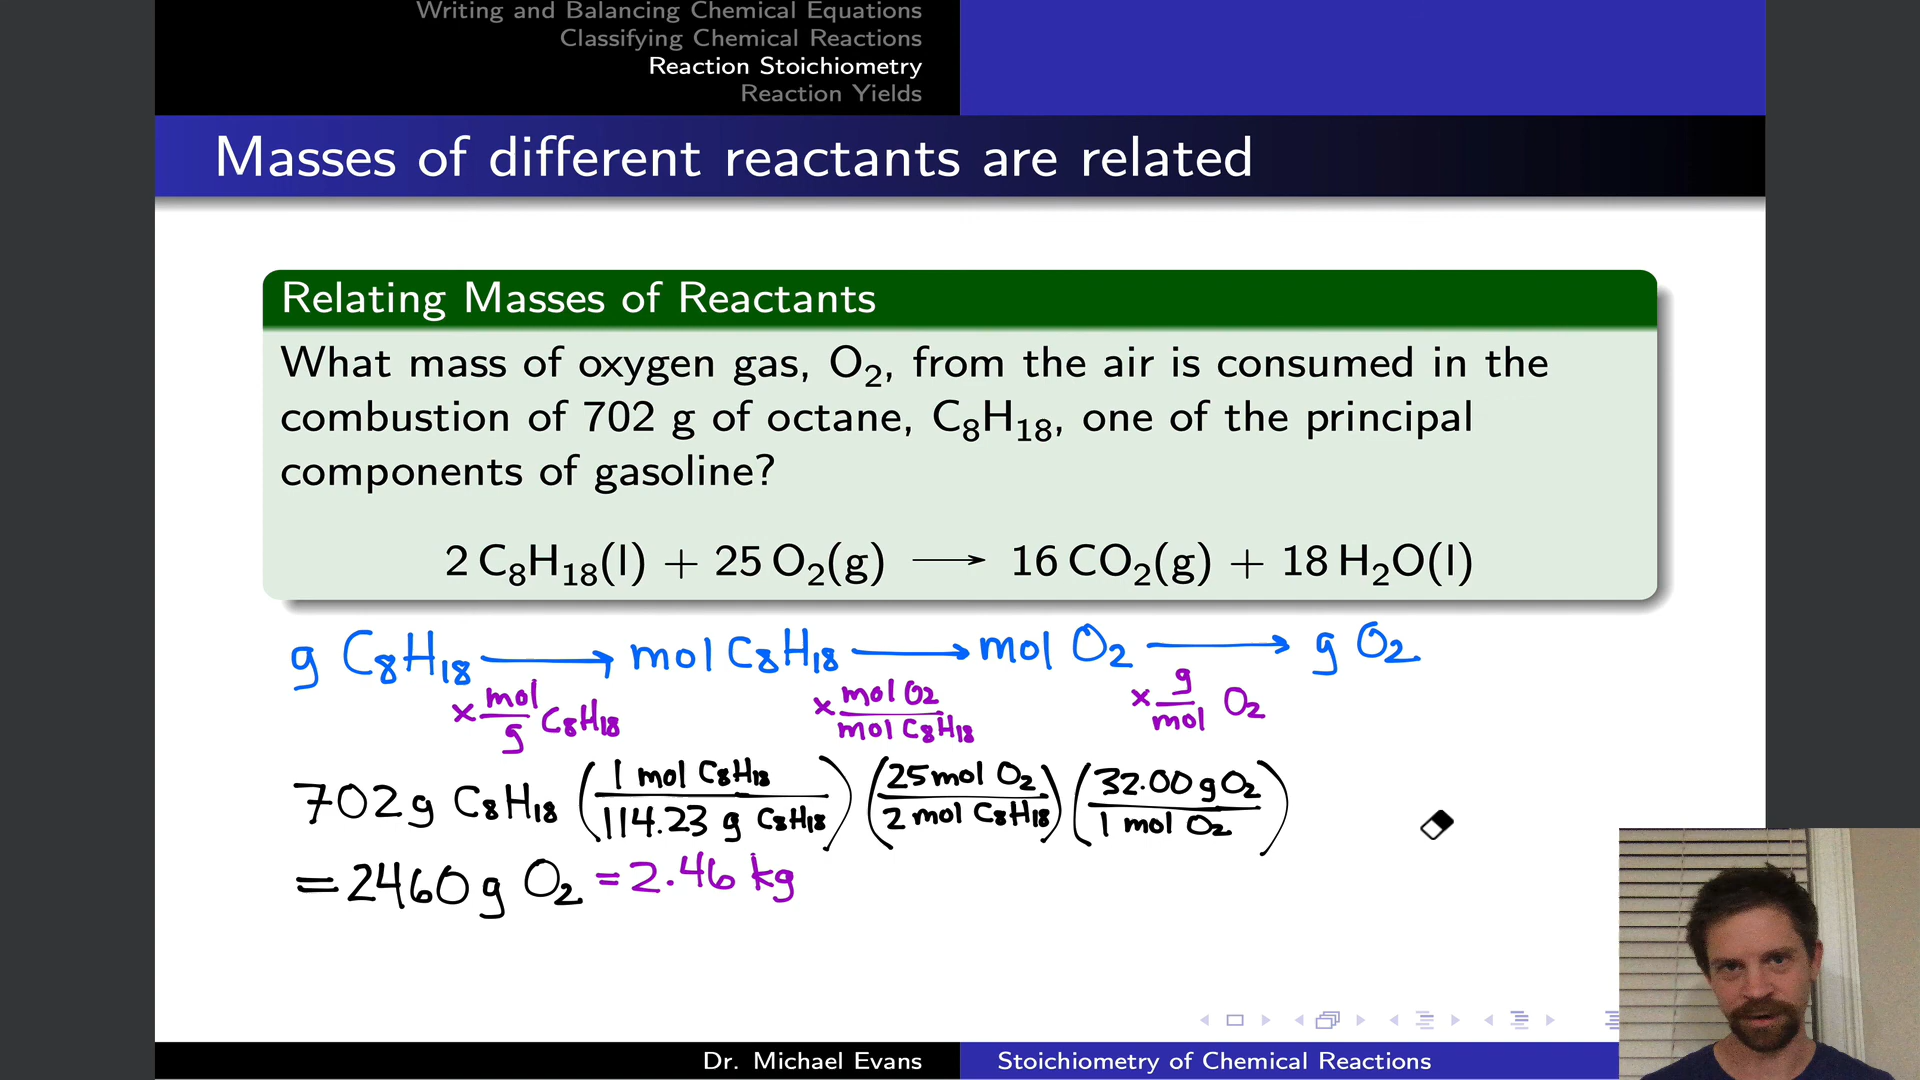 Writing and Balancing Chemical Equations
Classifying Chemical Reactions
Reaction Stoichiometry
Reaction Yields
Masses of different reactants are related
Relating Masses of Reactants
What mass of oxygen gas, O₂, from the air is consumed in the
combustion of 702 g of octane, C₈H₁₈, one of the principal
components of gasoline?
2 C₈H₁₈(l) + 25 O₂(g) ⟶ 16 CO₂(g) + 18 H₂O(l)
g C₈H₁₈ ⟶ mol C₈H₁₈ ⟶ mol O₂ ⟶ g O₂
× mol/g C₈H₁₈ × mol O₂/mol C₈H₁₈ × g/mol O₂
702 g C₈H₁₈ (1 mol C₈H₁₈/114.23 g C₈H₁₈) (25 mol O₂/2 mol C₈H₁₈) (32.00 g O₂/1 mol O₂)
= 2460 g O₂ = 2.46 kg
Dr. Michael Evans Stoichiometry of Chemical Reactions